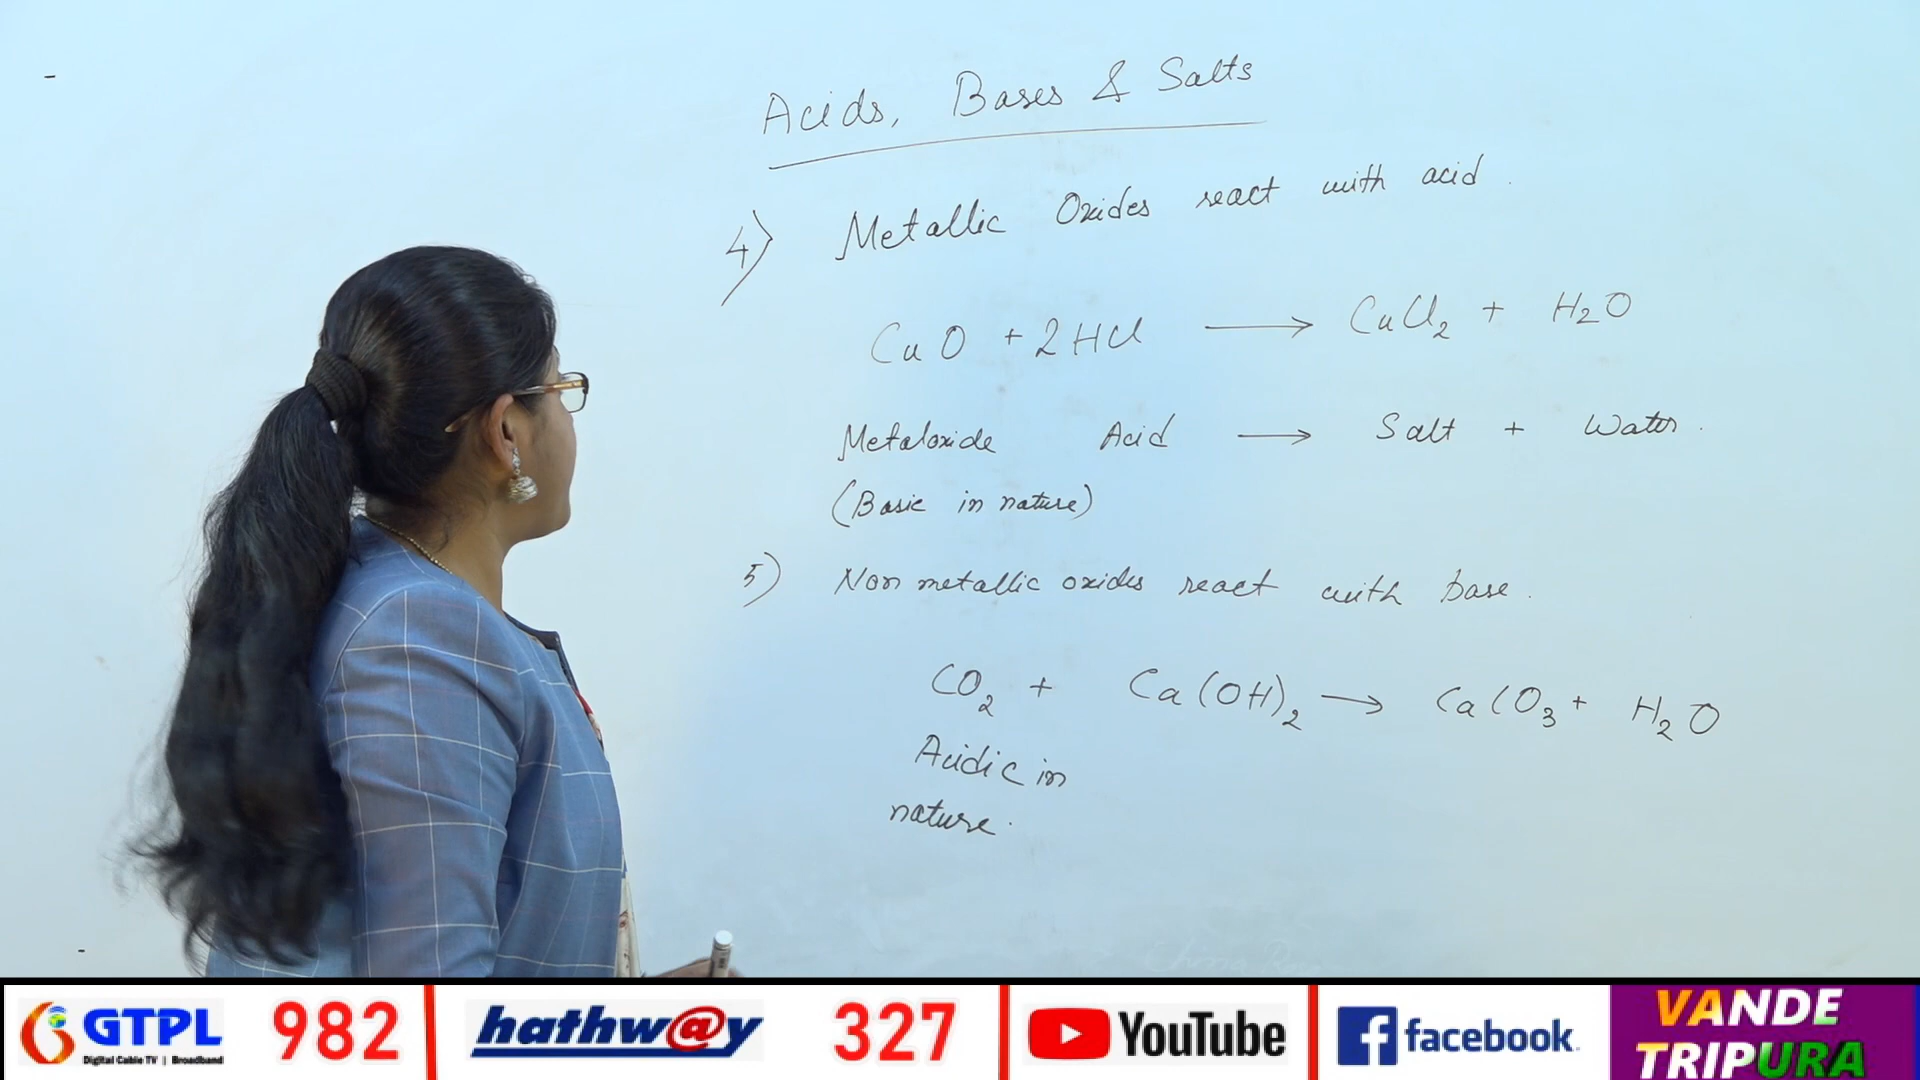 Acids, Bases & Salts
4) Metallic Oxides react with acid.
CuO + 2HCl ⟶ CuCl₂ + H₂O
Metaloxide Acid ⟶ Salt + Water.
(Basic in nature)
5) Non metallic oxides react with base.
CO₂ + Ca(OH)₂ ⟶ CaCO₃ + H₂O
Acidic in
nature.
GTPL 982 hathw@y 327 YouTube facebook VANDE
Digital Cable TV | Broadband TRIPURA